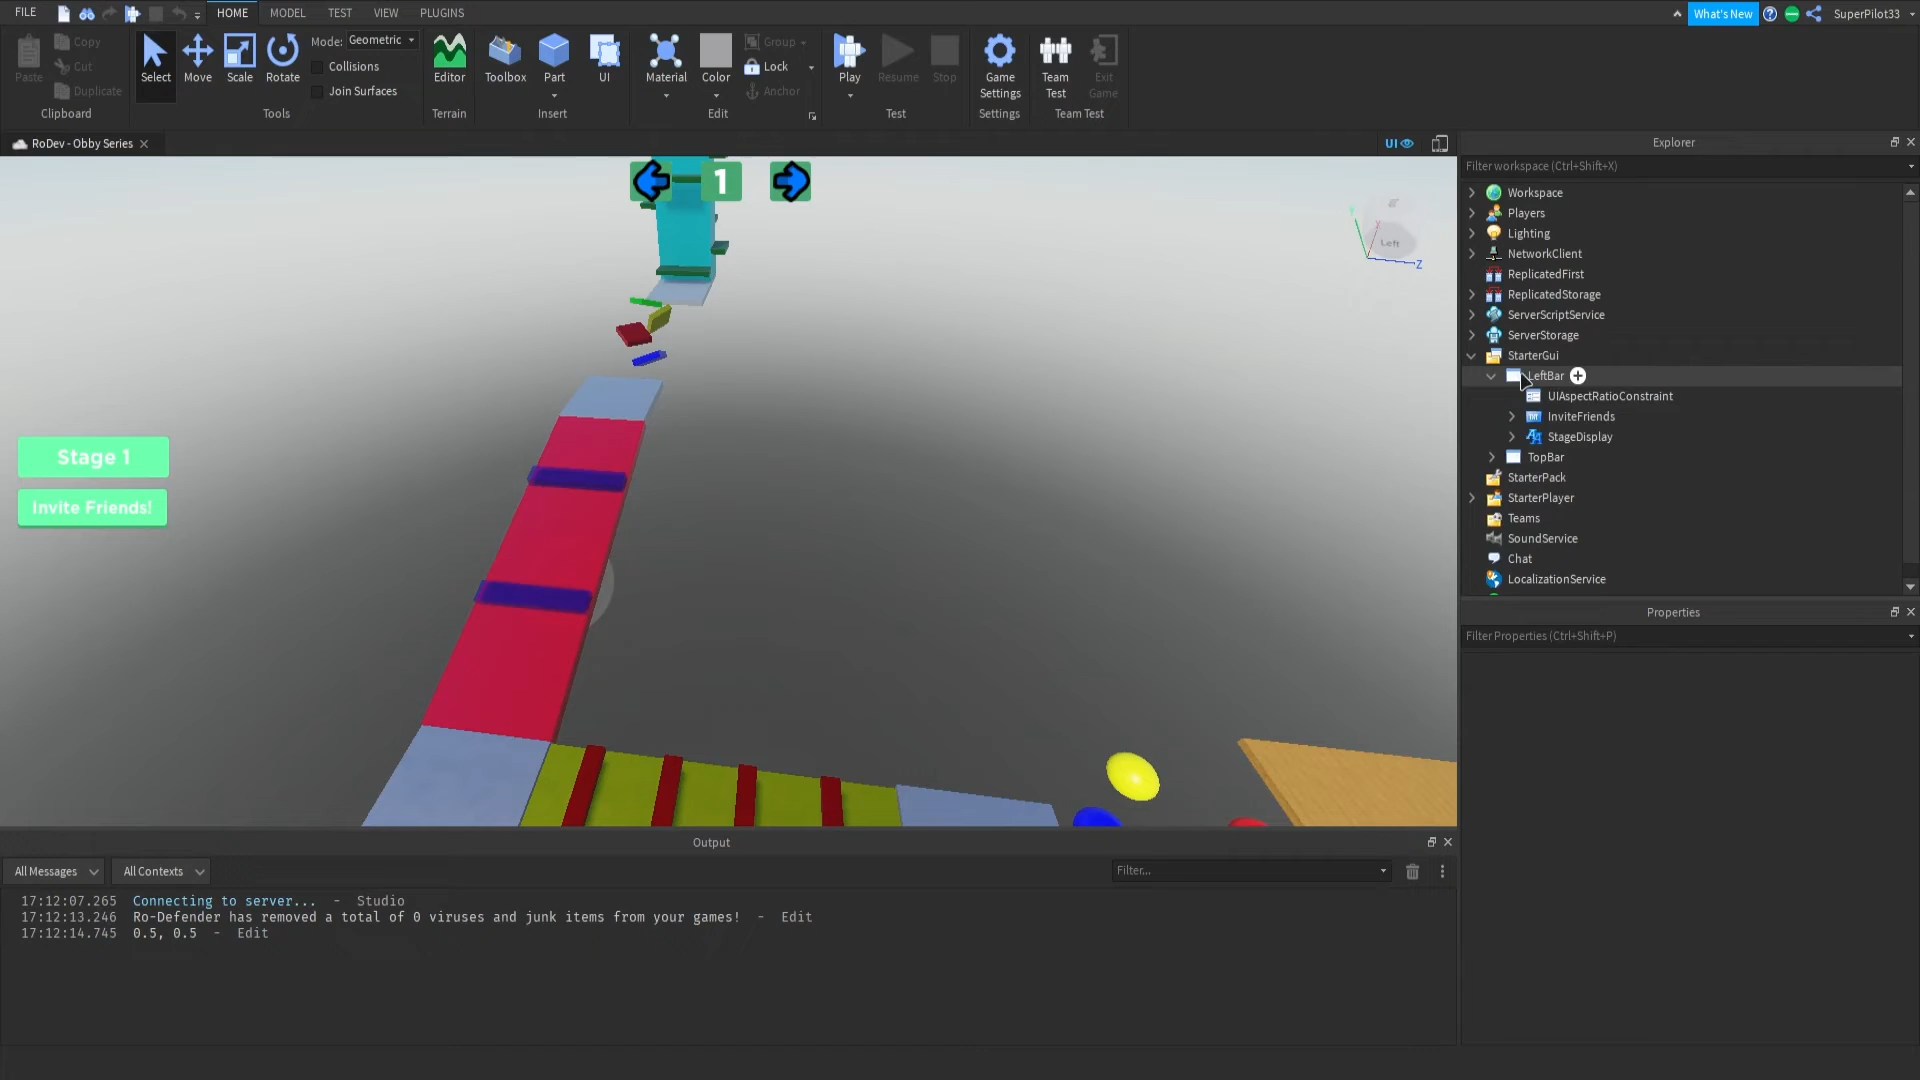 FILE
HOME
MODEL
TEST
VIEW
PLUGINS
What's New
SuperPilot33
Paste
Copy
Cut
Duplicate
Clipboard
Select
Move
Scale
Rotate
Mode: Geometric
Collisions
Join Surfaces
Tools
Editor
Terrain
Toolbox
Part
UI
Insert
Material
Color
Group
Lock
Anchor
Edit
Play
Resume
Stop
Test
Game Settings
Settings
Team Test
Exit Game
Team Test
RoDev - Obby Series
UI
1
Left
Z
Stage 1
Invite Friends!
Explorer
Filter workspace (Ctrl+Shift+X)
Workspace
Players
Lighting
NetworkClient
ReplicatedFirst
ReplicatedStorage
ServerScriptService
ServerStorage
StarterGui
LeftBar
UIAspectRatioConstraint
InviteFriends
StageDisplay
TopBar
StarterPack
StarterPlayer
Teams
SoundService
Chat
LocalizationService
Properties
Filter Properties (Ctrl+Shift+P)
Output
All Messages
All Contexts
Filter...
17:12:07.265 Connecting to server... - Studio
17:12:13.246 Ro-Defender has removed a total of 0 viruses and junk items from your games! - Edit
17:12:14.745 0.5, 0.5 - Edit